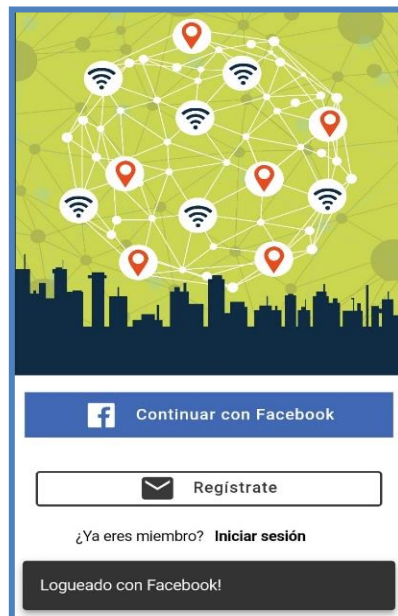 Continuar con Facebook
Regístrate
¿Ya eres miembro? Iniciar sesión
Logueado con Facebook!